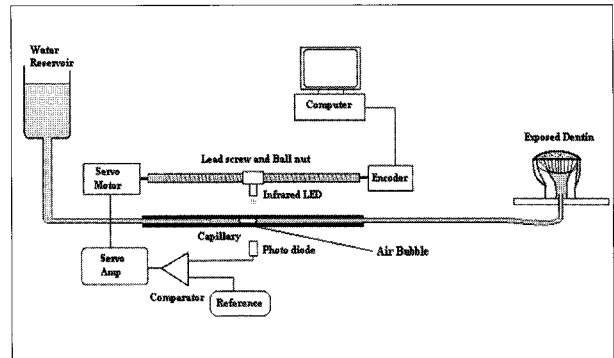 Water
Reservoir
Computer
Exposed Dentin
Lead screw and Ball nut
Servo
Motor
Encoder
Infrared LED
Capillary
Photo diode
Air Bubble
Servo
Amp
Comparator
Reference